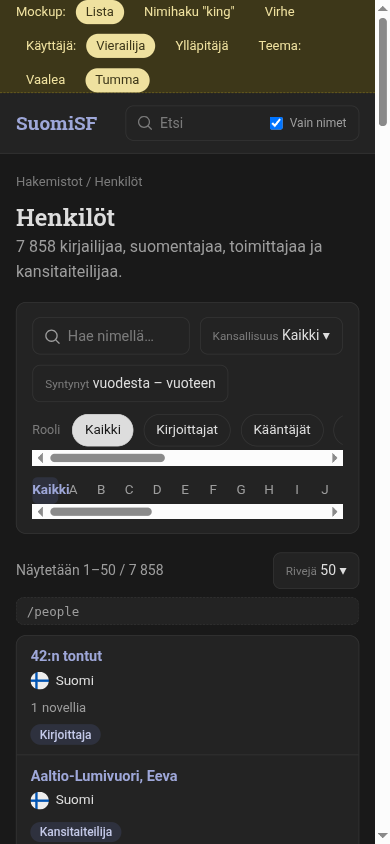 Mockup: Lista Nimihaku "king" Virhe
Käyttäjä: Vierailija Ylläpitäjä Teema:
Vaalea Tumma
SuomiSF Etsi Vain nimet
Hakemistot / Henkilöt
Henkilöt
7 858 kirjailijaa, suomentajaa, toimittajaa ja
kansitaiteilijaa.
Hae nimellä… Kansallisuus Kaikki ▾
Syntynyt vuodesta – vuoteen
Rooli Kaikki Kirjoittajat Kääntäjät
Kaikki A B C D E F G H I J
Näytetään 1–50 / 7 858 Rivejä 50 ▾
/people
42:n tontut
Suomi
1 novellia
Kirjoittaja
Aaltio-Lumivuori, Eeva
Suomi
Kansitaiteilija